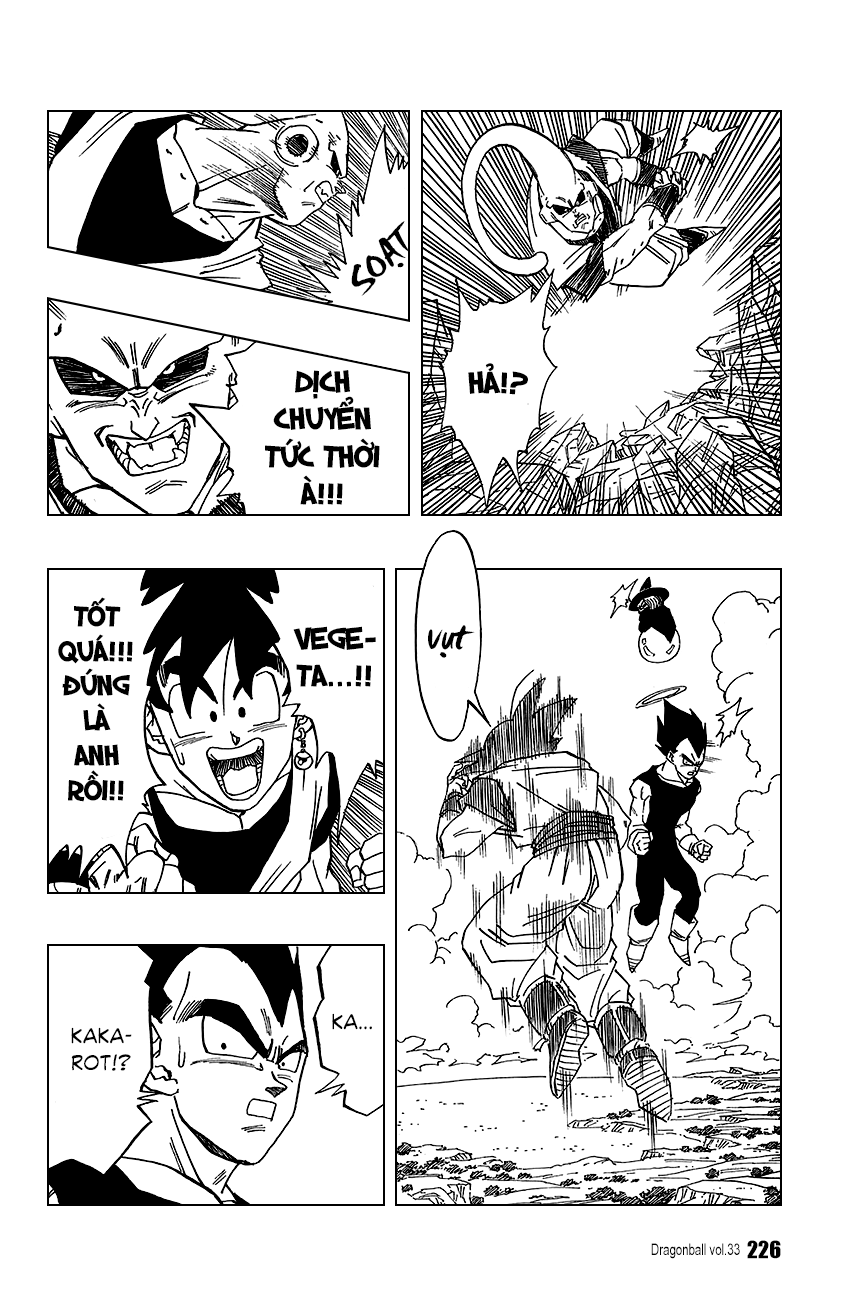 HẢ!?
SOẠT
DỊCH
CHUYỂN
TỨC THỜI
À!!!
VỤT
VEGE-
TA...!!
TỐT
QUÁ!!!
ĐÚNG
LÀ
ANH
RỒI!!
KA...
KAKA-
ROT!?
Dragonball vol.33 226